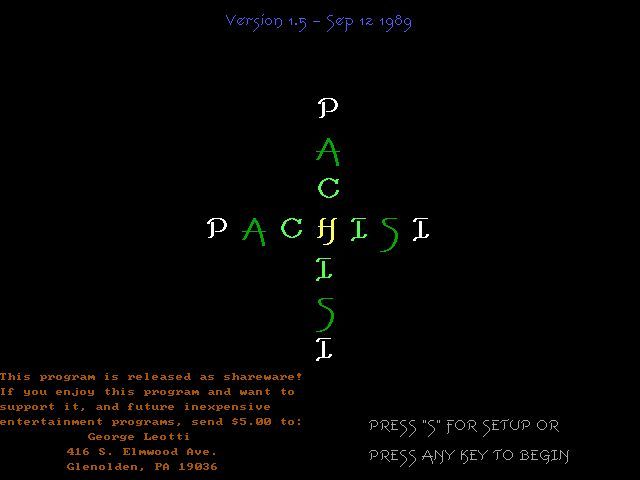 Version 1.5 - Sep 12 1989
P
A
C
P A C H I S I
I
S
I
This program is released as shareware!
If you enjoy this program and want to
support it, and future inexpensive
entertainment programs, send $5.00 to:
George Leotti
416 S. Elmwood Ave.
Glenolden, PA 19036
PRESS "S" FOR SETUP OR
PRESS ANY KEY TO BEGIN